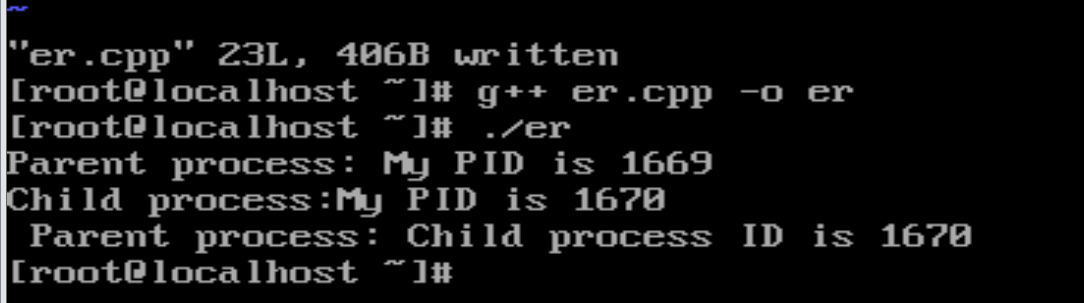 ~
"er.cpp" 23L, 406B written
[root@localhost ~]# g++ er.cpp -o er
[root@localhost ~]# ./er
Parent process: My PID is 1669
Child process:My PID is 1670
 Parent process: Child process ID is 1670
[root@localhost ~]#